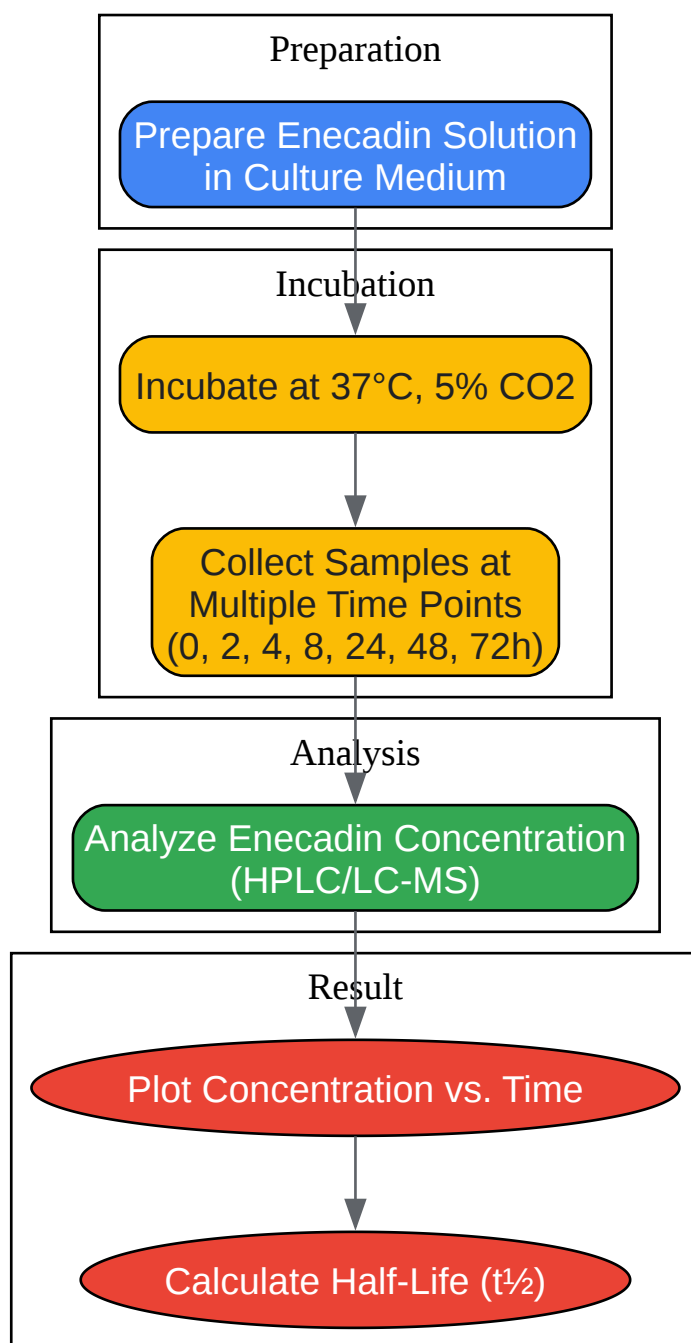 Preparation
Prepare Enecadin Solution
in Culture Medium
Incubation
Incubate at 37°C, 5% CO2
Collect Samples at
Multiple Time Points
(0, 2, 4, 8, 24, 48, 72h)
Analysis
Analyze Enecadin Concentration
(HPLC/LC-MS)
Result
Plot Concentration vs. Time
Calculate Half-Life (t½)